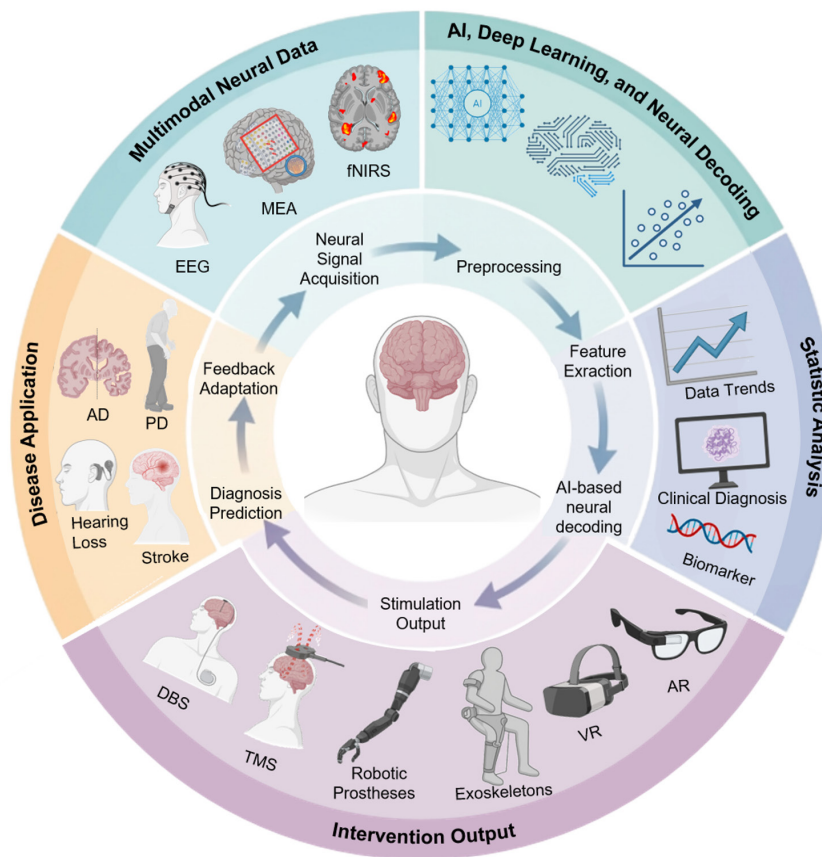 Multimodal Neural Data
AI, Deep Learning, and Neural Decoding
Statistic Analysis
Intervention Output
Disease Application
EEG
MEA
fNIRS
AI
Data Trends
Clinical Diagnosis
Biomarker
AR
VR
Exoskeletons
Robotic
Prostheses
TMS
DBS
AD
PD
Hearing
Loss
Stroke
Neural
Signal
Acquisition
Preprocessing
Feature
Exraction
AI-based
neural
decoding
Stimulation
Output
Diagnosis
Prediction
Feedback
Adaptation